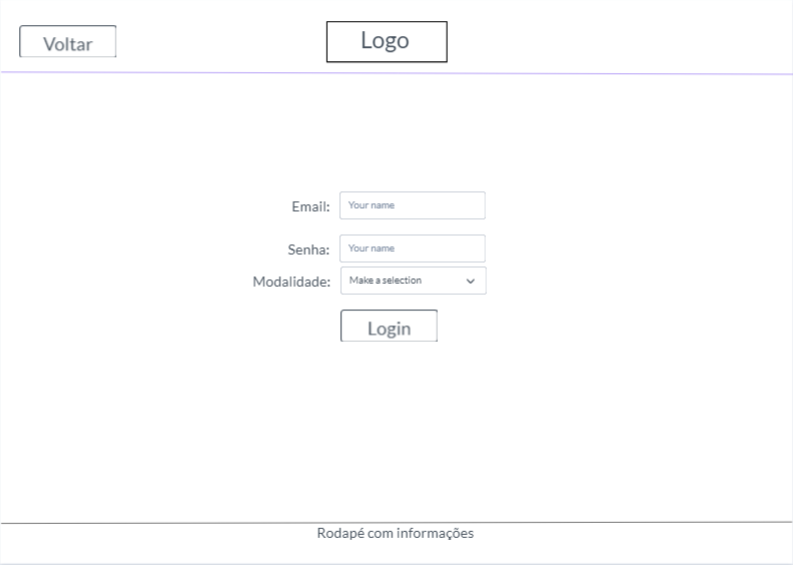 Voltar
Logo
Email: Your name
Senha: Your name
Modalidade: Make a selection
Login
Rodapé com informações